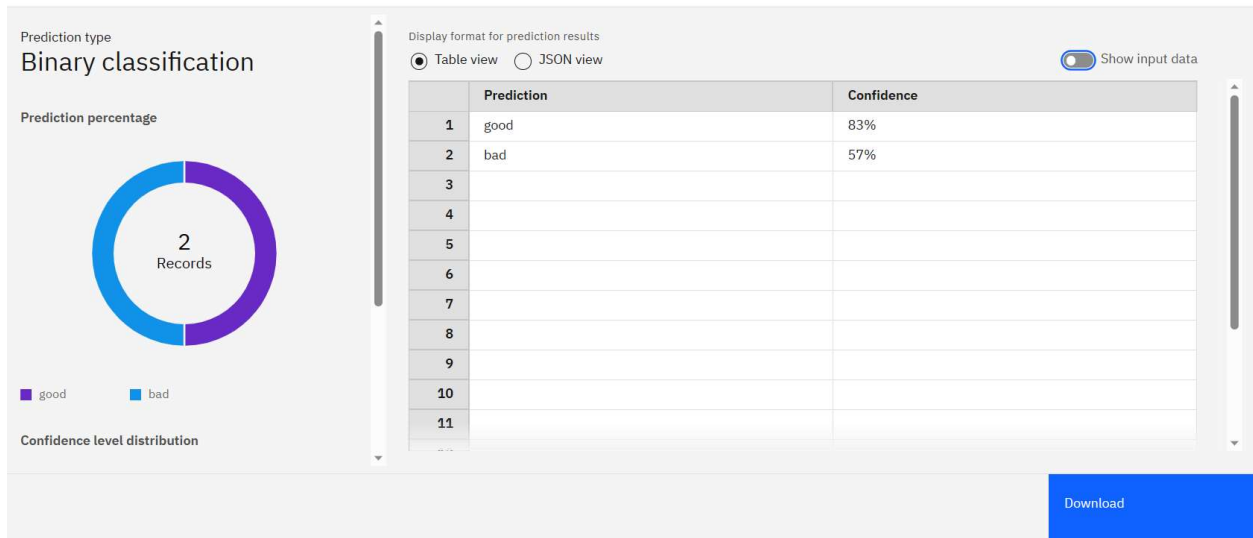 Prediction type
Binary classification
Prediction percentage
2
Records
good bad
Confidence level distribution
Display format for prediction results
Table view JSON view Show input data
Prediction Confidence
1 good 83%
2 bad 57%
3
4
5
6
7
8
9
10
11
Download